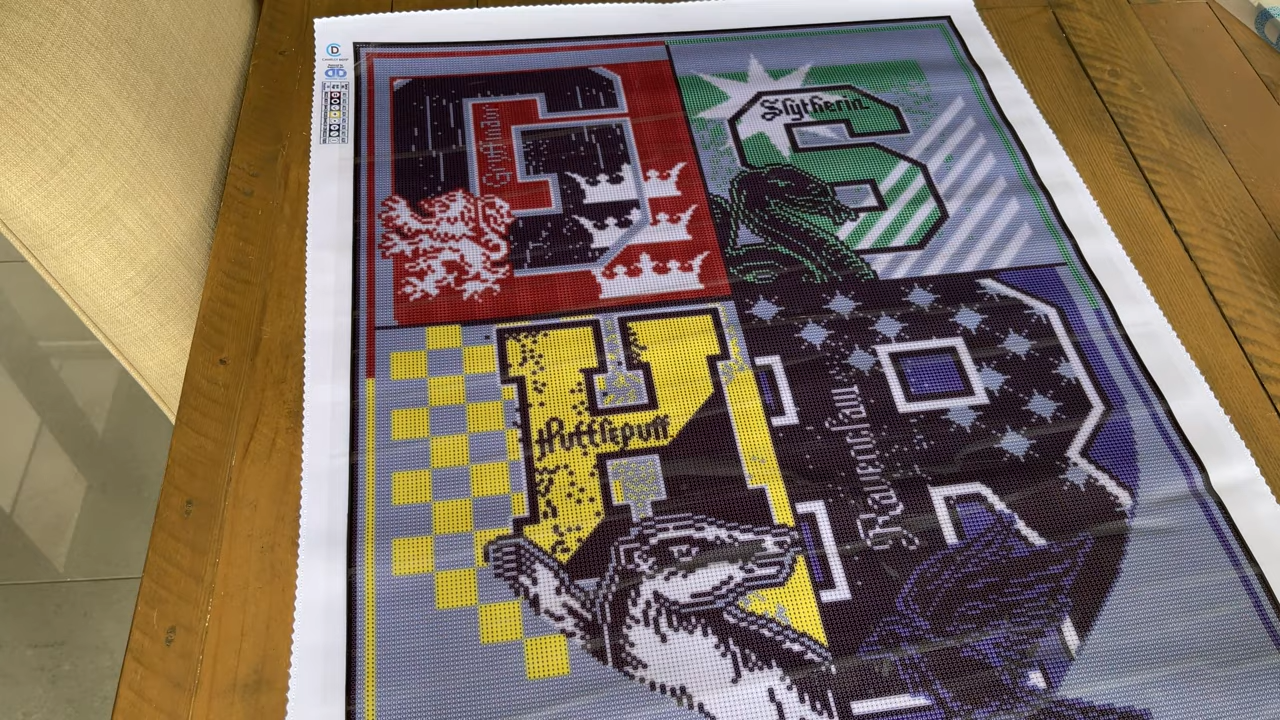 G
Gryffindor
S
Slytherin
H
Hufflepuff
R
Ravenclaw